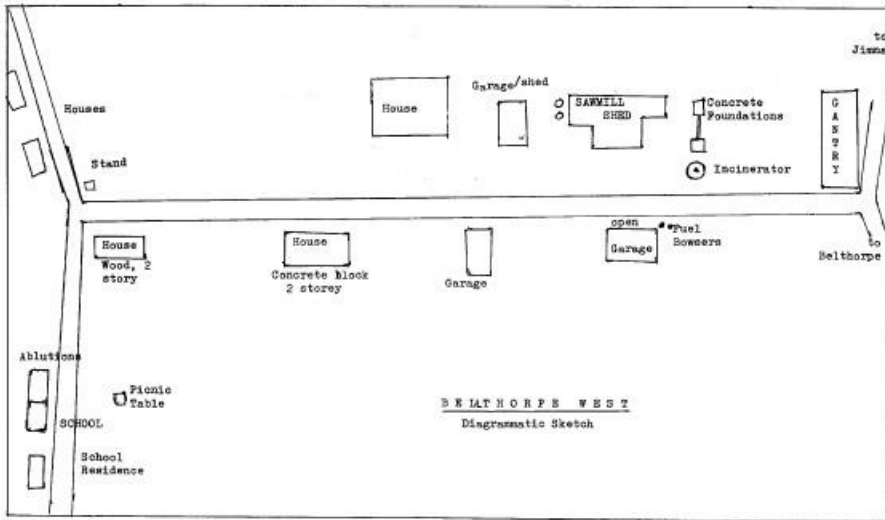 to
Jimna
Garage/shed
House
SAWMILL
SHED
Concrete
Foundations
G
A
N
T
R
Y
Houses
Stand
Incinerator
open
Fuel
Bowsers
House
House
Garage
to
Belthorpe
Wood, 2
story
Concrete block
2 storey
Garage
Ablutions
Picnic
Table
BELLTHORPE WEST
SCHOOL
Diagrammatic Sketch
School
Residence